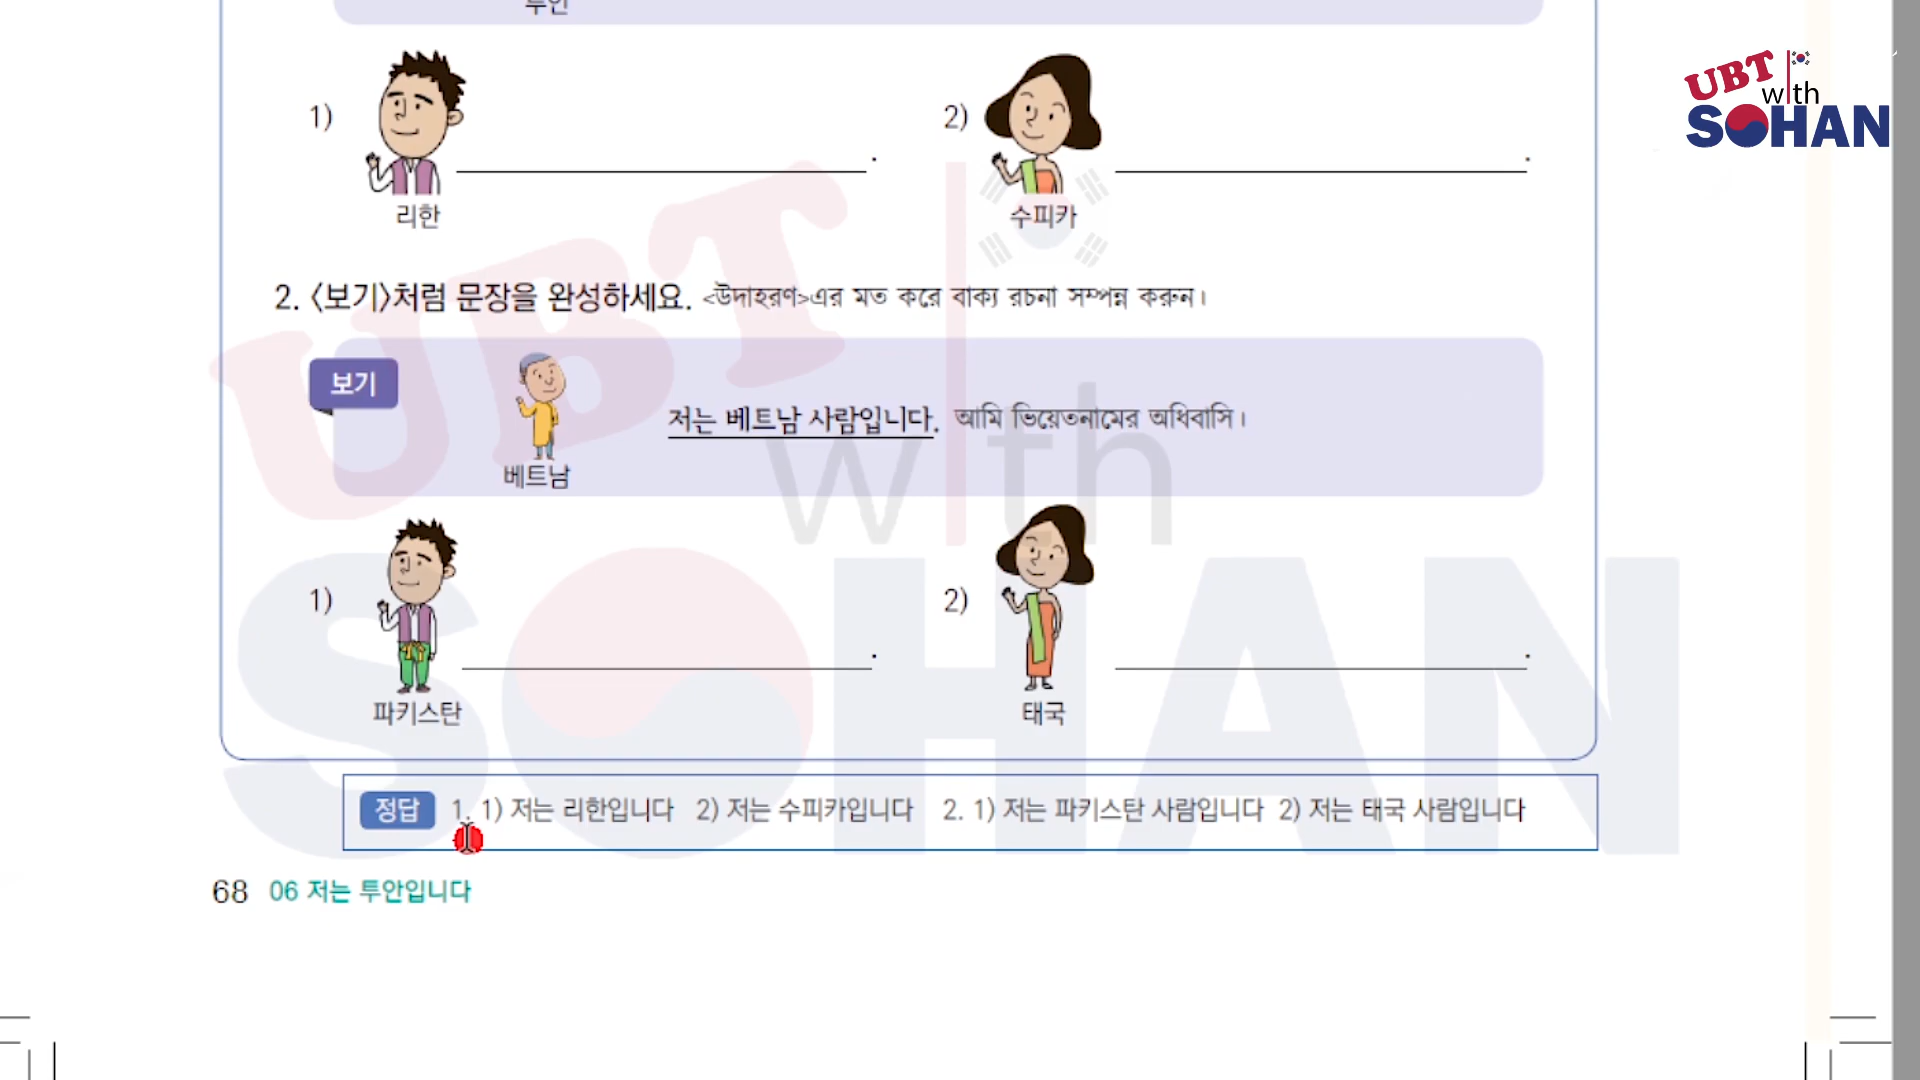 투안
UBT
with
SOHAN
1)
2)
리한
수피카
2. 〈보기〉처럼 문장을 완성하세요. <উদাহরণ>এর মত করে বাক্য রচনা সম্পন্ন করুন।
보기
저는 베트남 사람입니다. আমি ভিয়েতনামের অধিবাসি।
베트남
1)
2)
파키스탄
태국
정답 1. 1) 저는 리한입니다 2) 저는 수피카입니다 2. 1) 저는 파키스탄 사람입니다 2) 저는 태국 사람입니다
68 06 저는 투안입니다
UBT
with
SOHAN